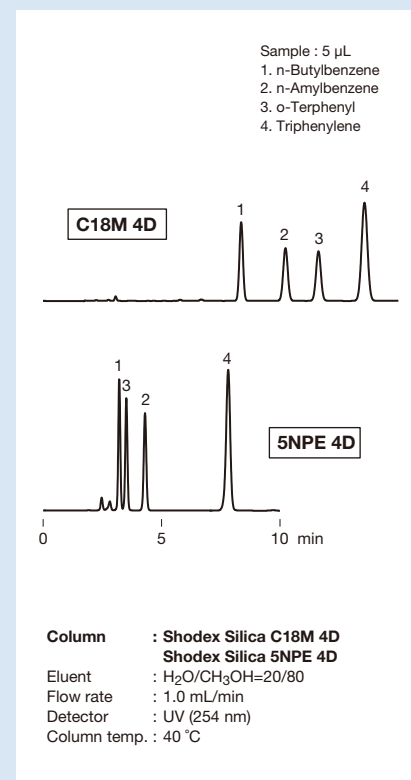 Sample : 5 µL
1. n-Butylbenzene
2. n-Amylbenzene
3. o-Terphenyl
4. Triphenylene
4
1
C18M 4D
2
3
1
4
3
2
5NPE 4D
0 5 10 min
Column : Shodex Silica C18M 4D
Shodex Silica 5NPE 4D
Eluent : H₂O/CH₃OH=20/80
Flow rate : 1.0 mL/min
Detector : UV (254 nm)
Column temp. : 40 ˚C